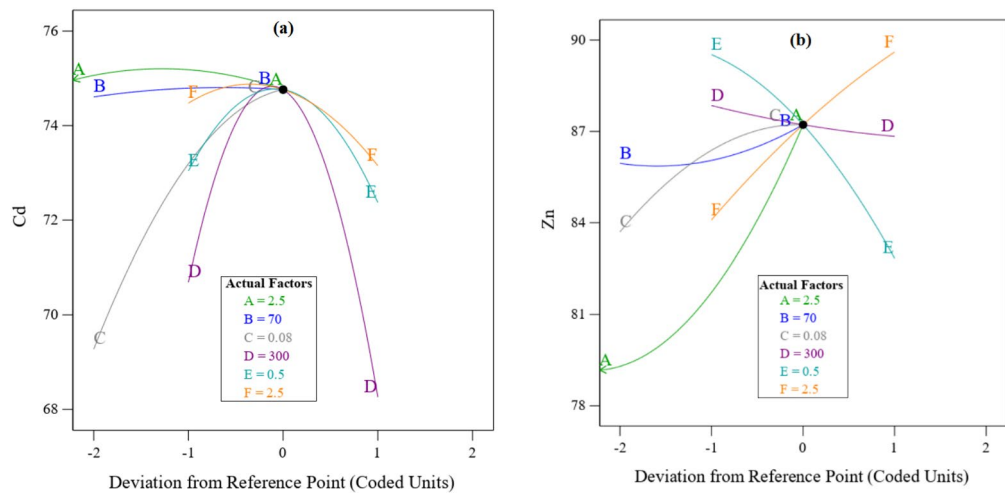 (a)
76
74
72
70
68
Cd
A
B
B
A
F
C
E
F
E
D
C
D
Actual Factors
A = 2.5
B = 70
C = 0.08
D = 300
E = 0.5
F = 2.5
-2
-1
0
1
2
Deviation from Reference Point (Coded Units)
(b)
90
87
84
81
78
Zn
E
F
D
C
A
B
D
B
C
F
E
A
Actual Factors
A = 2.5
B = 70
C = 0.08
D = 300
E = 0.5
F = 2.5
-2
-1
0
1
2
Deviation from Reference Point (Coded Units)